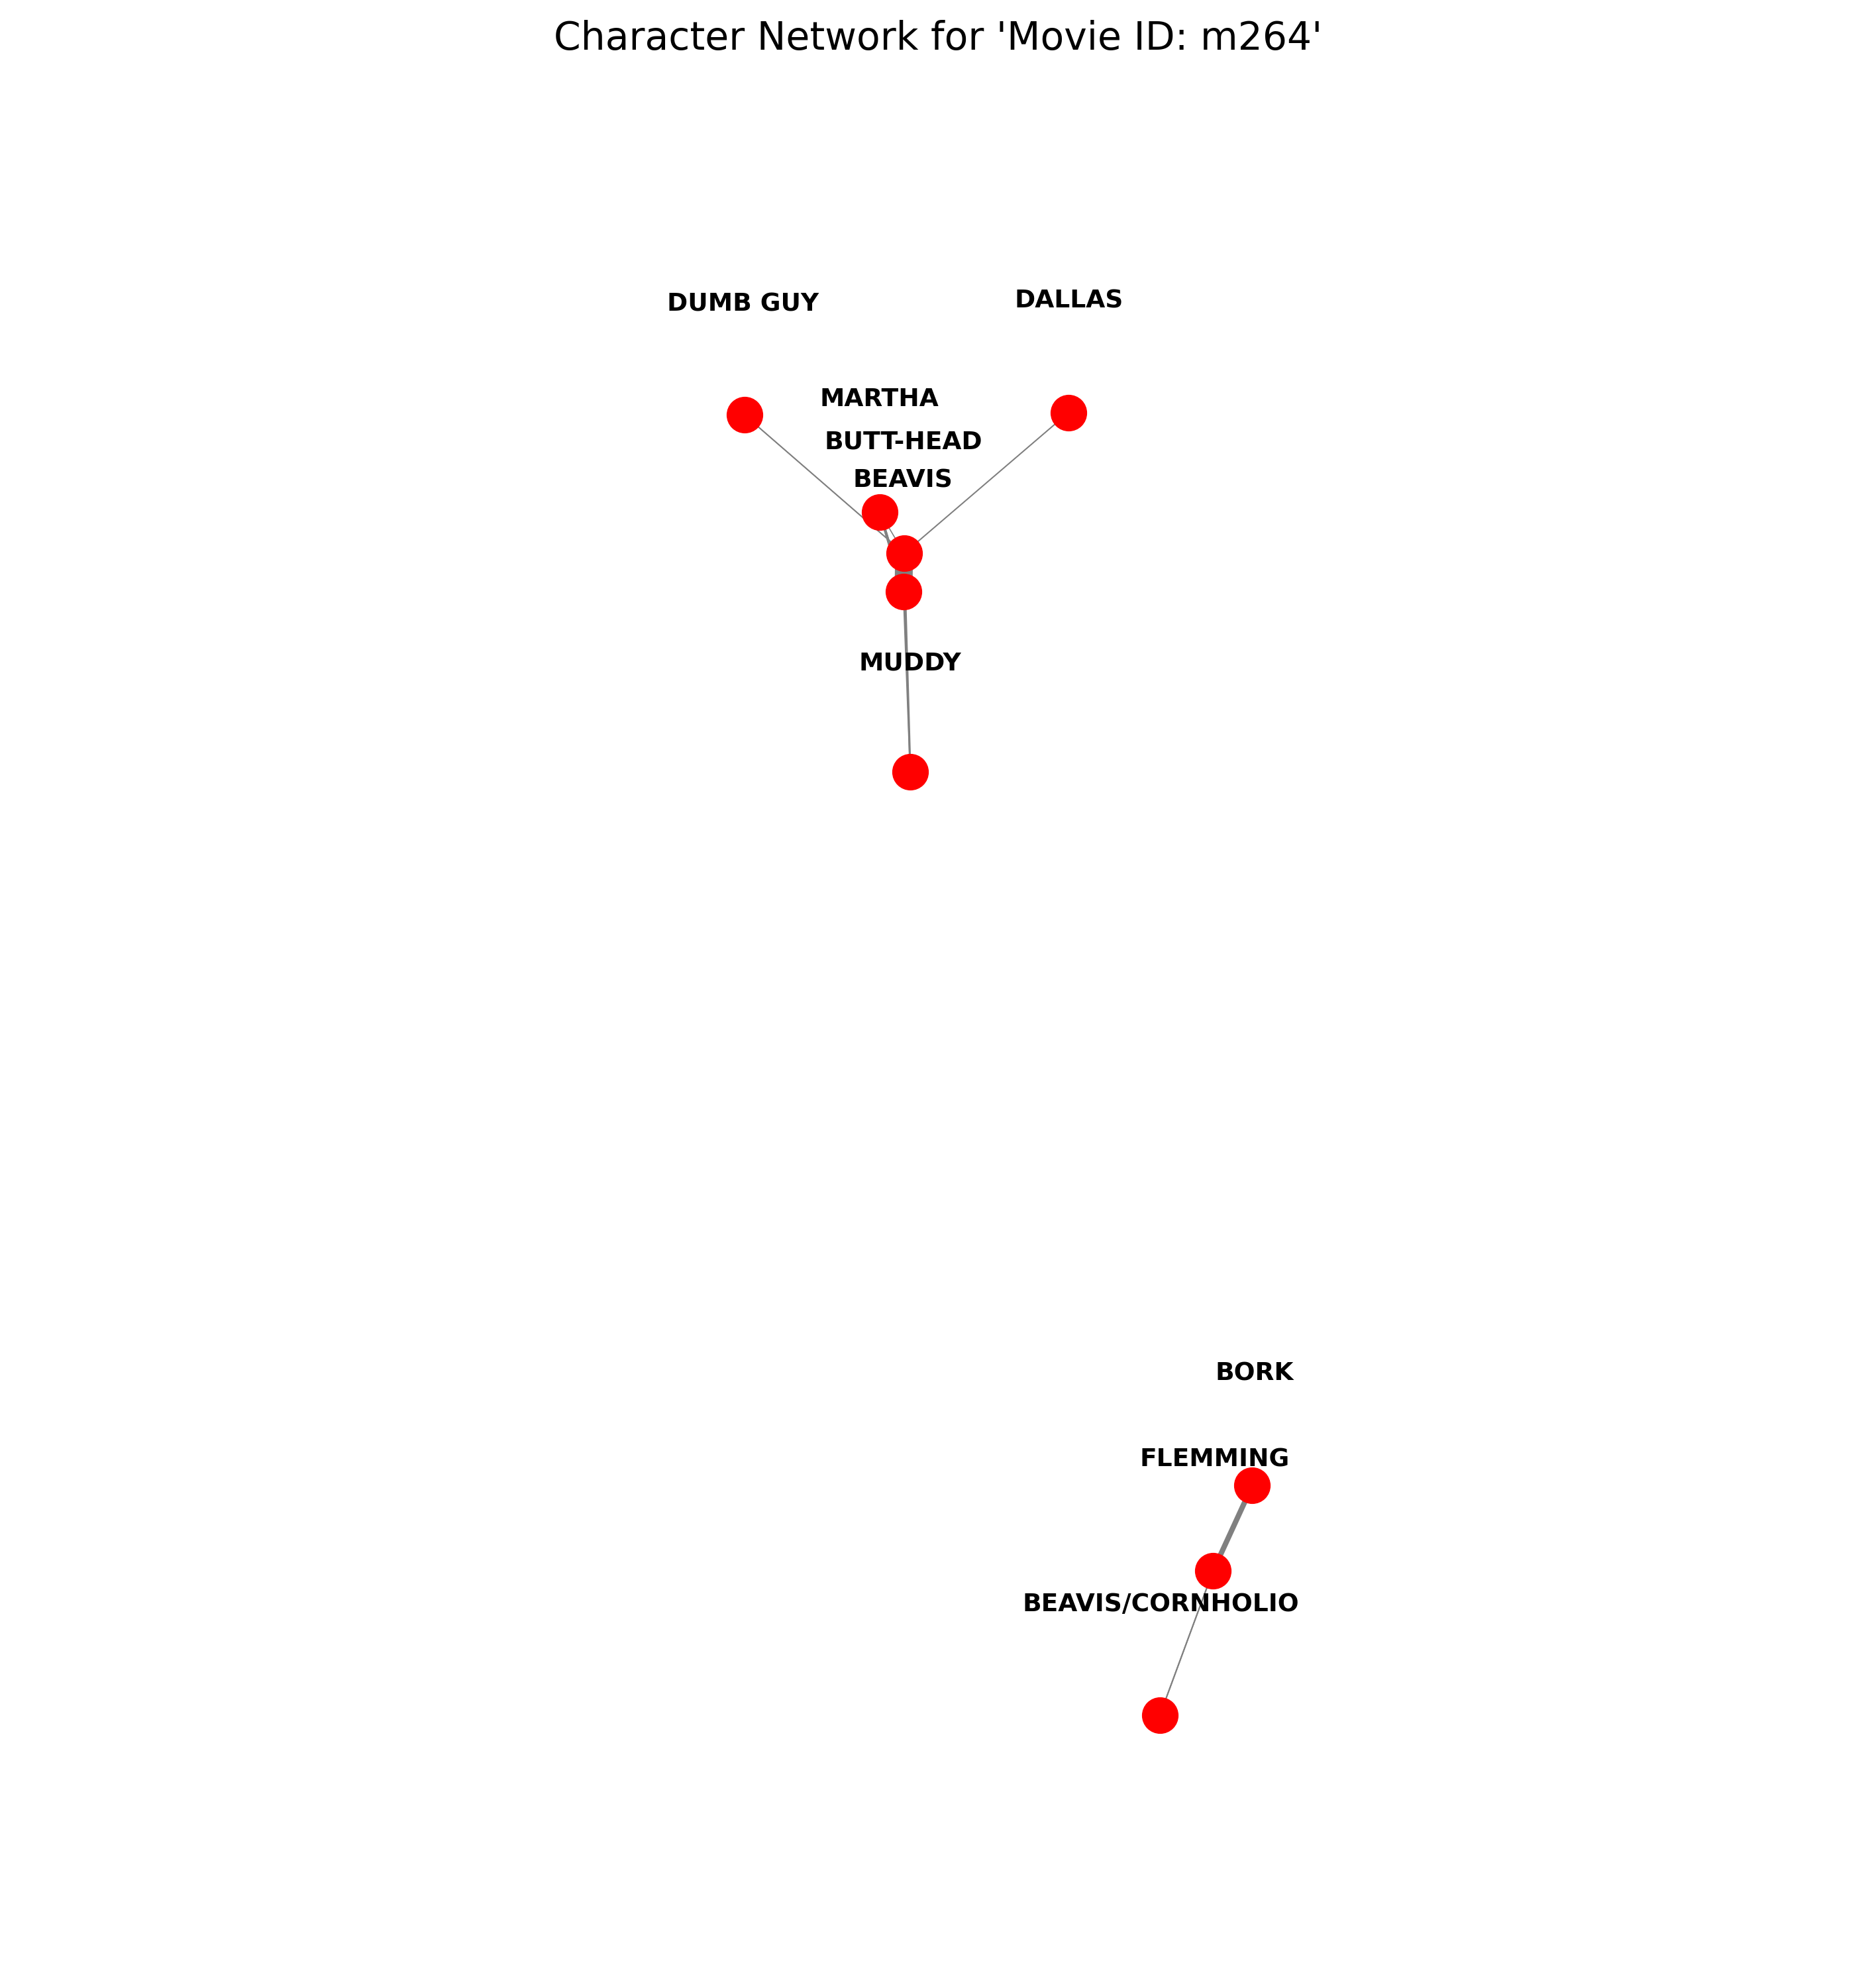 Character Network for 'Movie ID: m264'
DUMB GUY
DALLAS
MARTHA
BUTT-HEAD
BEAVIS
MUDDY
BORK
FLEMMING
BEAVIS/CORNHOLIO